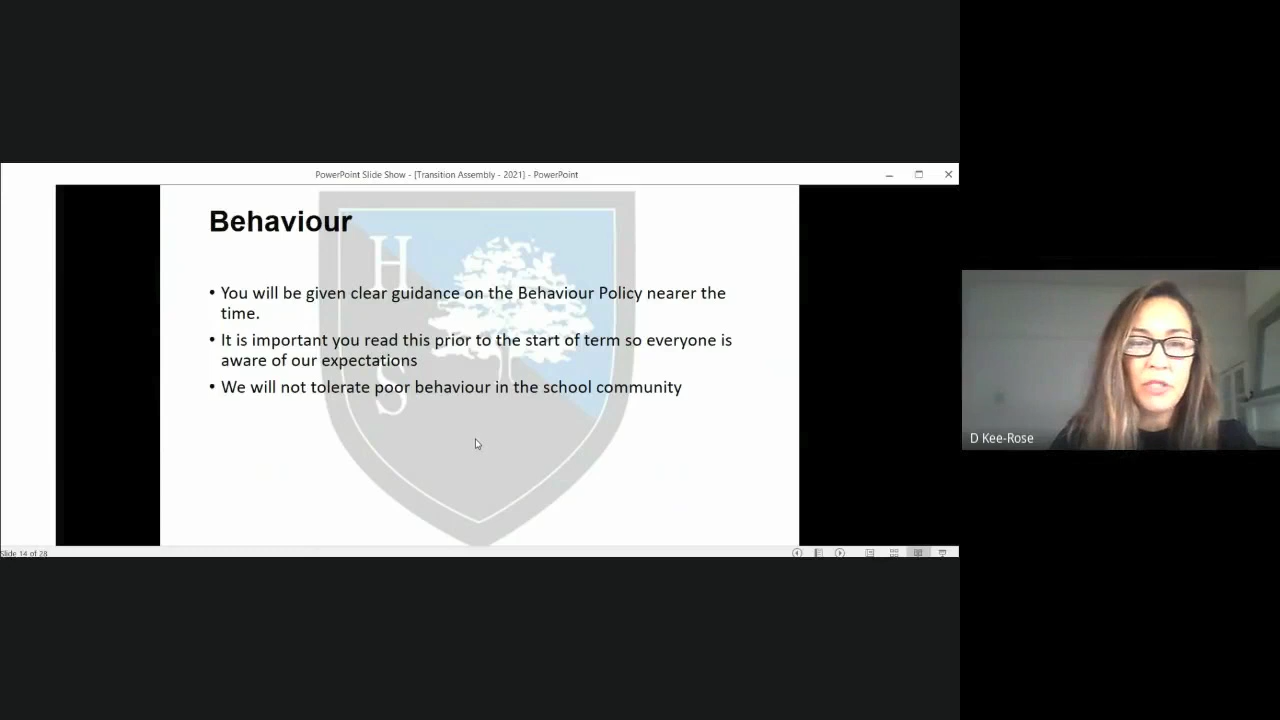 PowerPoint Slide Show - [Transition Assembly - 2021] - PowerPoint
Behaviour
H
S
• You will be given clear guidance on the Behaviour Policy nearer the
time.
• It is important you read this prior to the start of term so everyone is
aware of our expectations
• We will not tolerate poor behaviour in the school community
Slide 14 of 28
D Kee-Rose